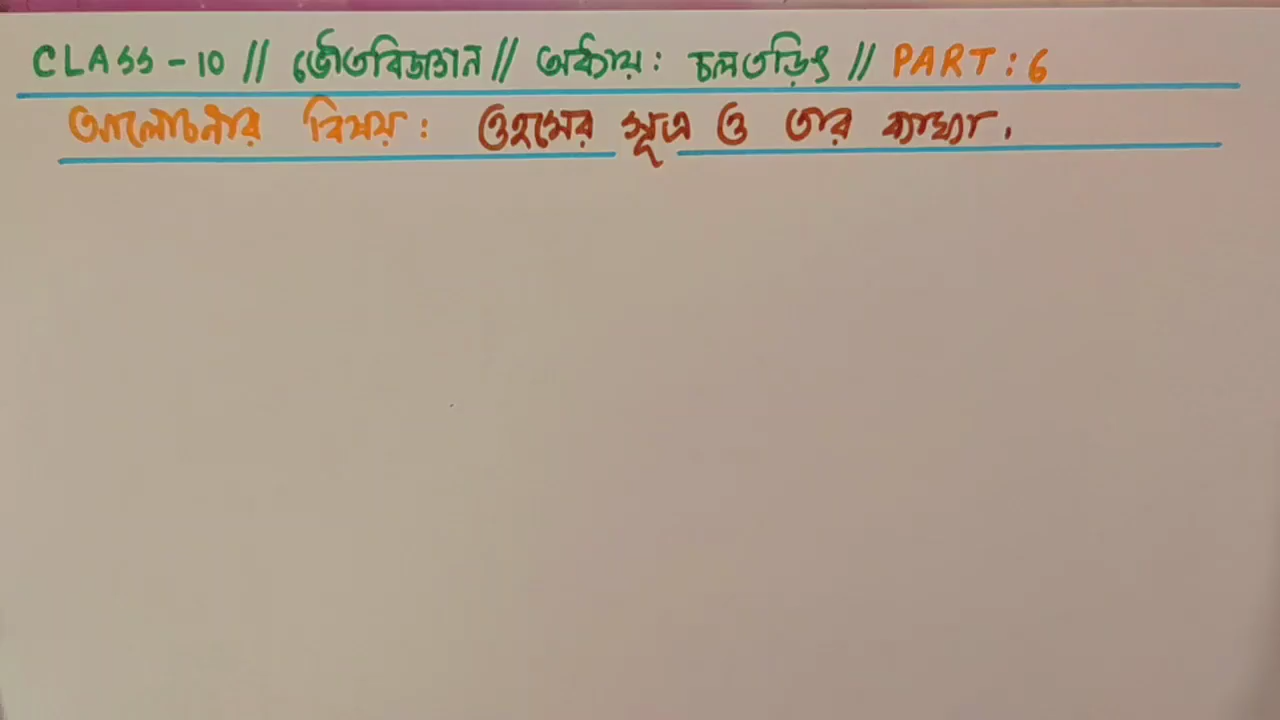 CLASS - 10 // ভৌতবিজ্ঞান // অধ্যায় : চলতড়িৎ // PART : 6
আলোচনার বিষয় : ওহমের সূত্র ও তার ব্যাখ্যা .